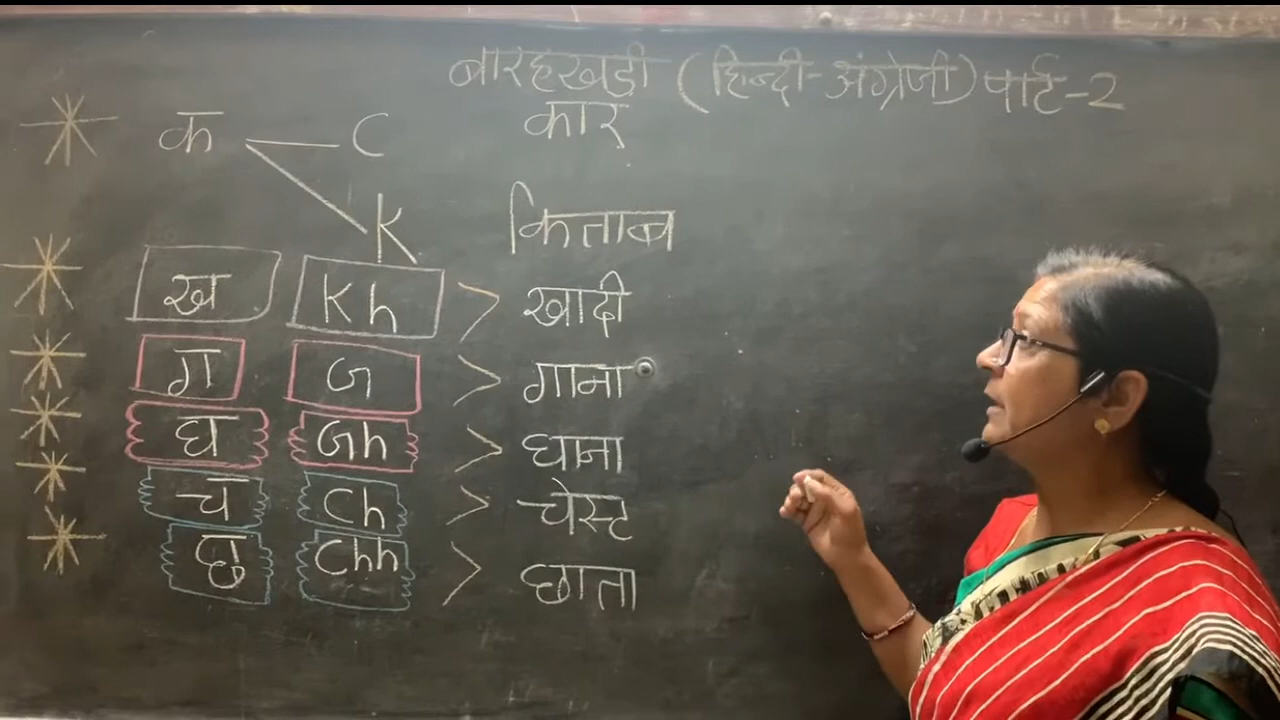 बारहखड़ी (हिन्दी-अंग्रेजी) पार्ट-2
क C कार
K किताब
ख Kh > खादी
ग G > गाना
घ Gh > घाना
च Ch > चेस्ट
छ Chh > छाता